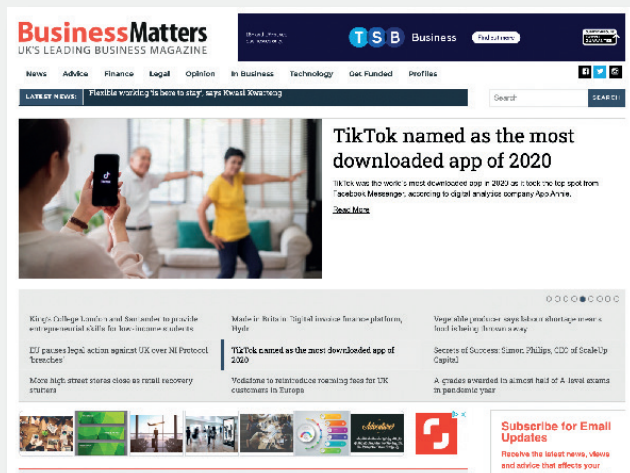 BusinessMatters
UK'S LEADING BUSINESS MAGAZINE
TSB Business
Find out more
News Advice Finance Legal Opinion In Business Technology Get Funded Profiles
LATEST NEWS: Flexible working 'is here to stay', says Kwasi Kwarteng
Search SEARCH
TikTok named as the most
downloaded app of 2020
TikTok was the world's most downloaded app in 2020 as it took the top spot from
Facebook Messenger, according to digital analytics company App Annie.
Read More
King's College London and Santander to provide
entrepreneurial skills for low-income students
Made in Britain: Digital invoice finance platform,
Hydr
Vegetable producer says labour shortage means
food is being thrown away
EU pauses legal action against UK over NI Protocol
'breaches'
TikTok named as the most downloaded app of
2020
Secrets of Success: Simon Philips, CEO of ScaleUp
Capital
More high street stores close as retail recovery
stutters
Vodafone to reintroduce roaming fees for UK
customers in Europe
A grades awarded to almost half of A-level exams
in pandemic year
Subscribe for Email
Updates
Receive the latest news, views
and advice that affects your